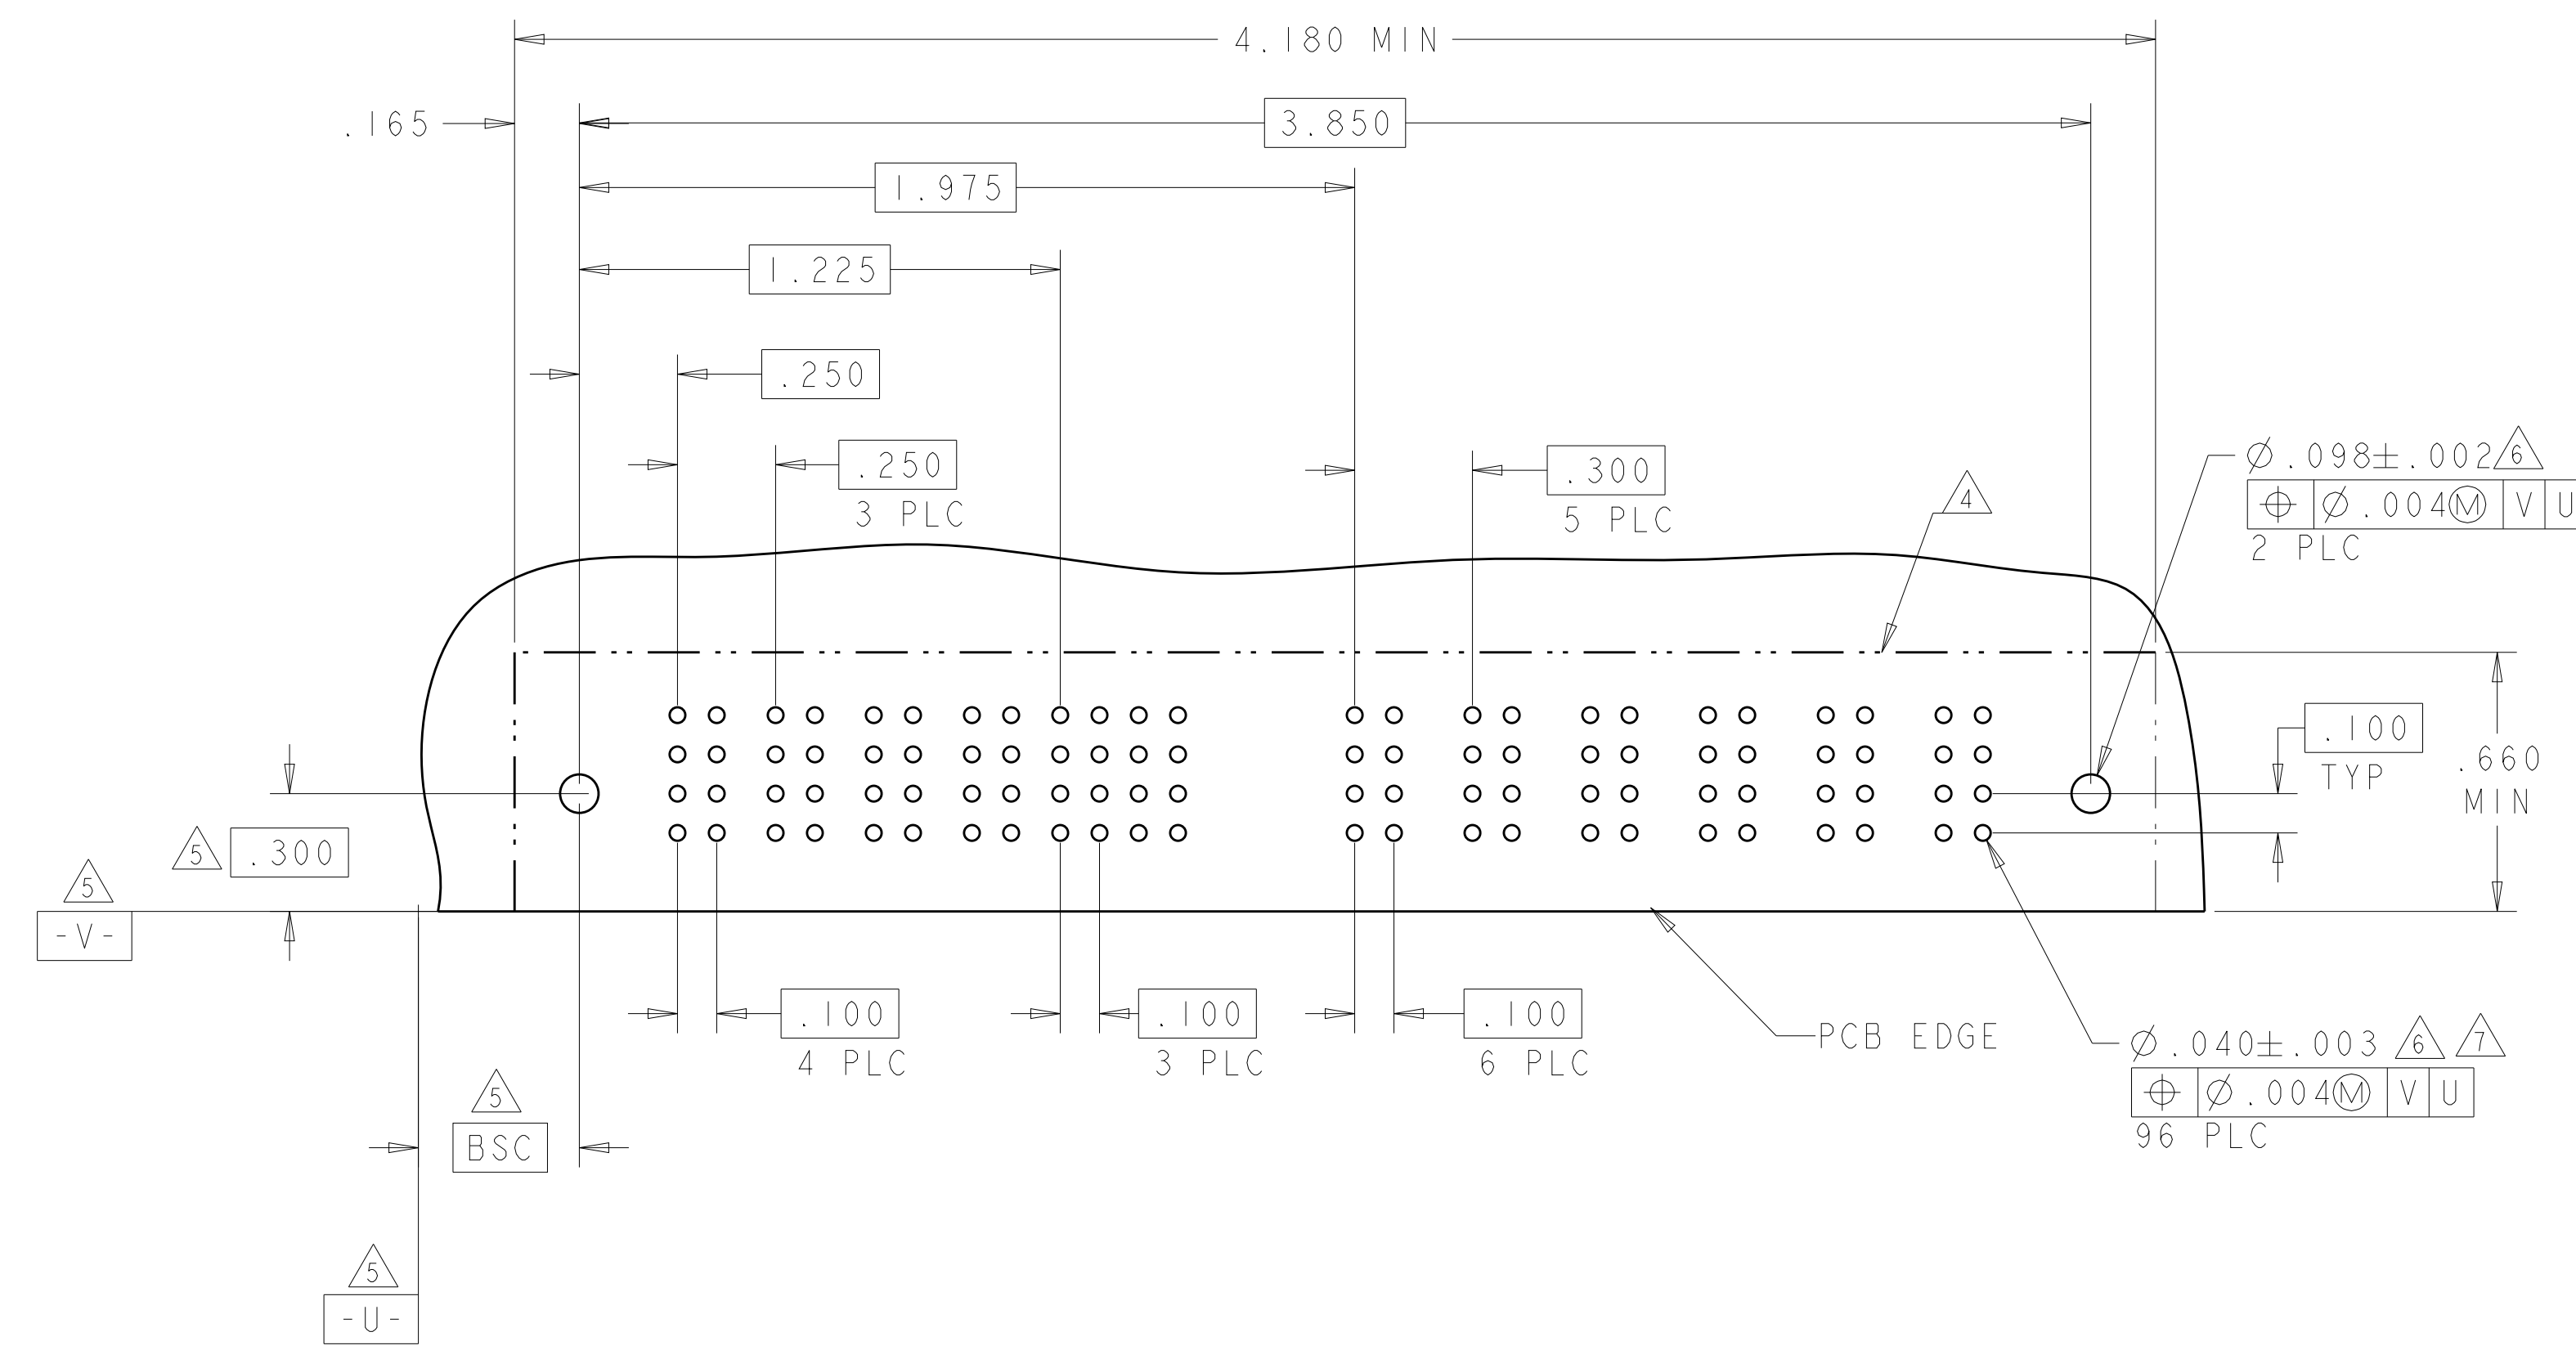 4.180 MIN
.165
3.850
1.975
1.225
.250
.250
3 PLC
.300
5 PLC
4
Ø.098±.002 6
⌖ Ø.004Ⓜ V U
2 PLC
.100
TYP
.660
MIN
5 .300
5
-V-
.100
4 PLC
.100
3 PLC
.100
6 PLC
PCB EDGE
Ø.040±.003 6 7
⌖ Ø.004Ⓜ V U
96 PLC
5
BSC
5
-U-